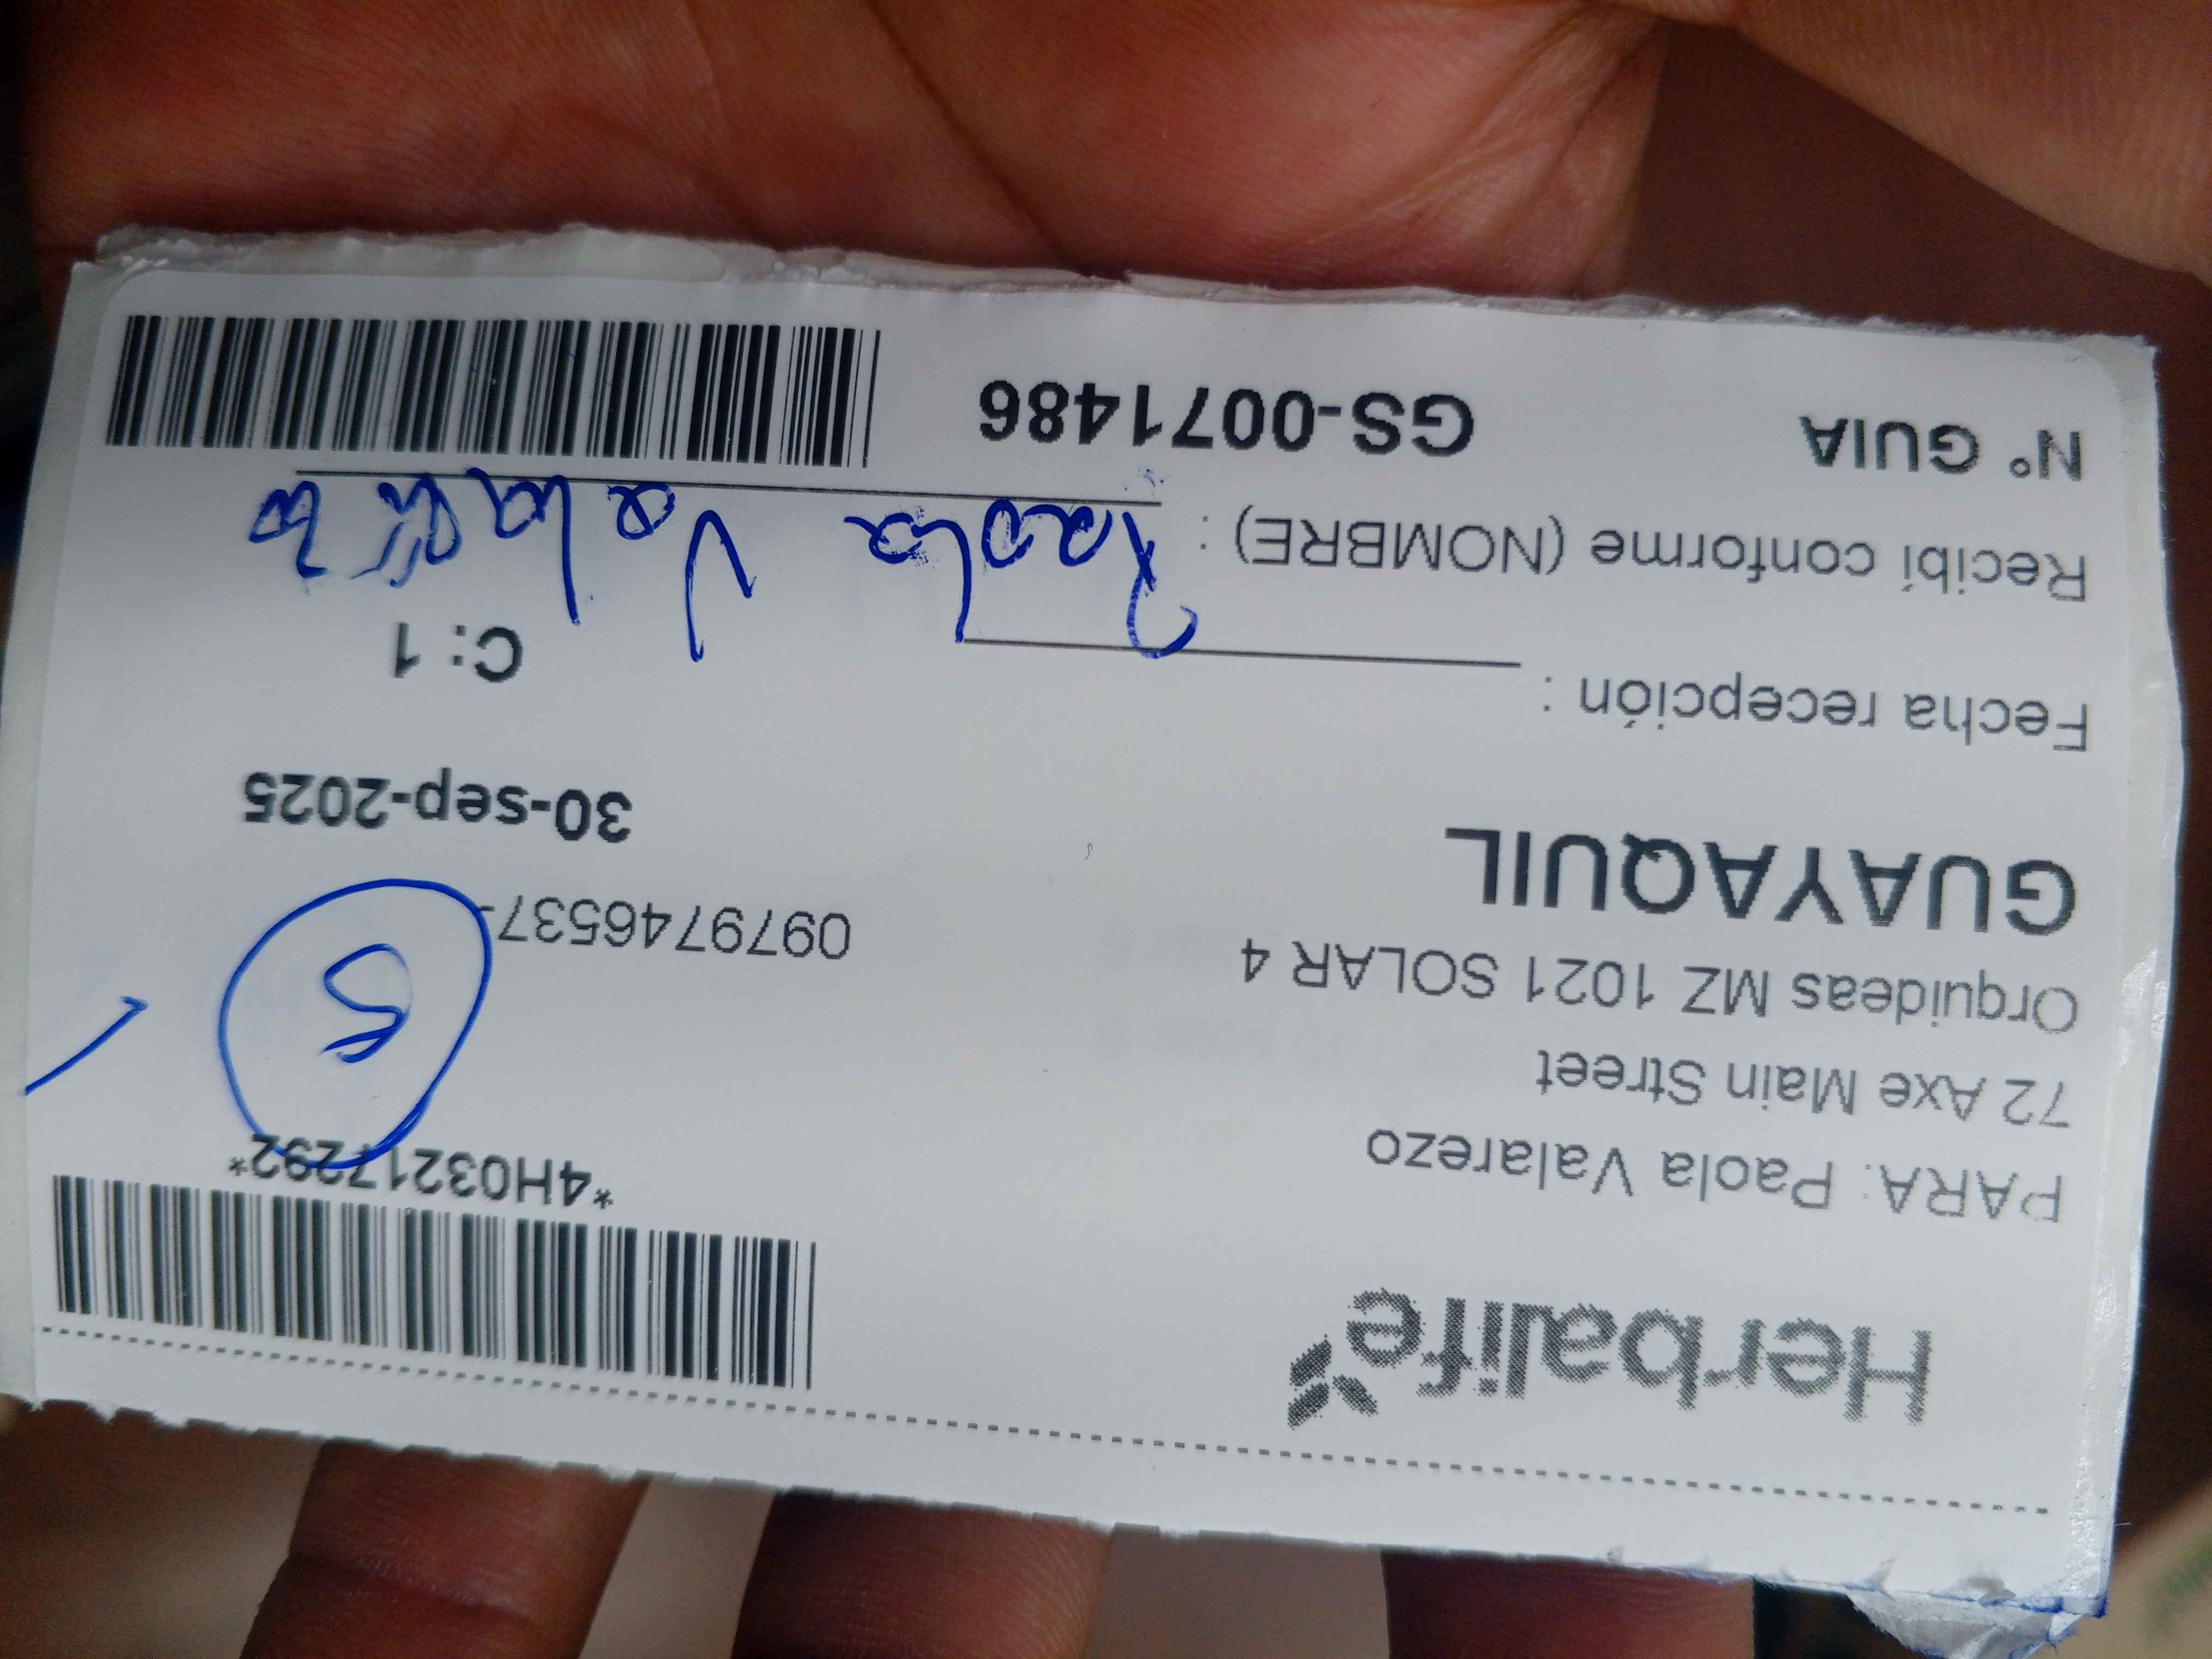 Herbalife
*4H03217292*
PARA: Paola Valarezo
72 Axe Main Street
5
Orquideas MZ 1021 SOLAR 4
0979746537-
GUAYAQUIL
30-sep-2025
Fecha recepción :
C: 1
Recibí conforme (NOMBRE) : Paola Valarezo
N° GUIA GS-0071486